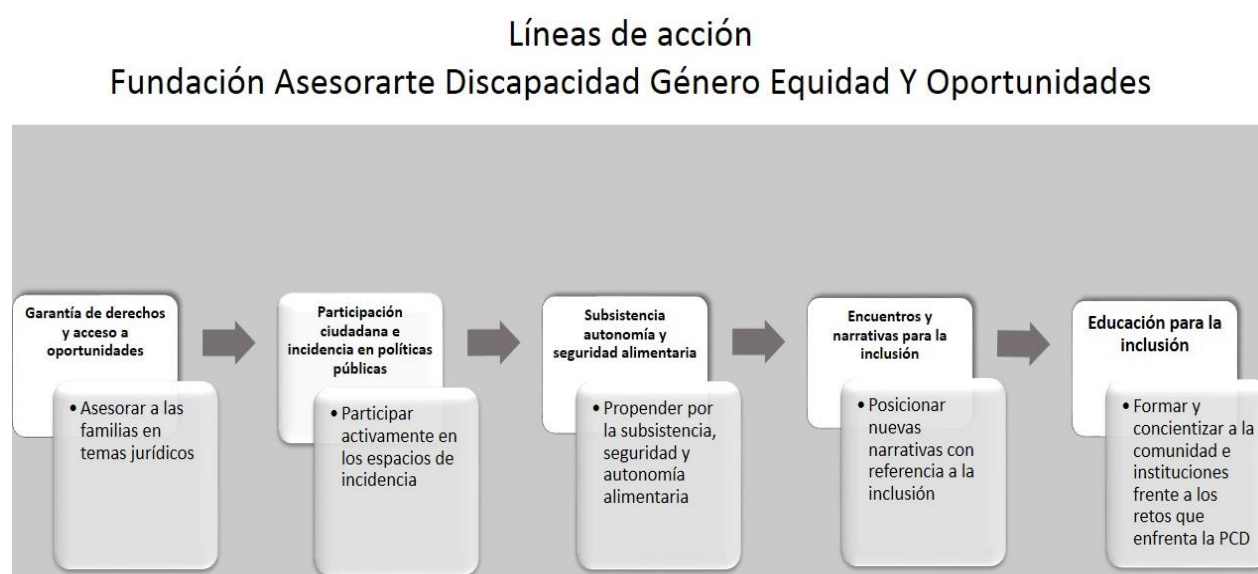 Líneas de acción
Fundación Asesorarte Discapacidad Género Equidad Y Oportunidades
Garantía de derechos
y acceso a
oportunidades
• Asesorar a las
familias en
temas jurídicos
Participación
ciudadana e
incidencia en políticas
públicas
• Participar
activamente en
los espacios de
incidencia
Subsistencia
autonomía y
seguridad alimentaria
• Propender por
la subsistencia,
seguridad y
autonomía
alimentaria
Encuentros y
narrativas para la
inclusión
• Posicionar
nuevas
narrativas con
referencia a la
inclusión
Educación para la
inclusión
• Formar y
concientizar a la
comunidad e
instituciones
frente a los
retos que
enfrenta la PCD